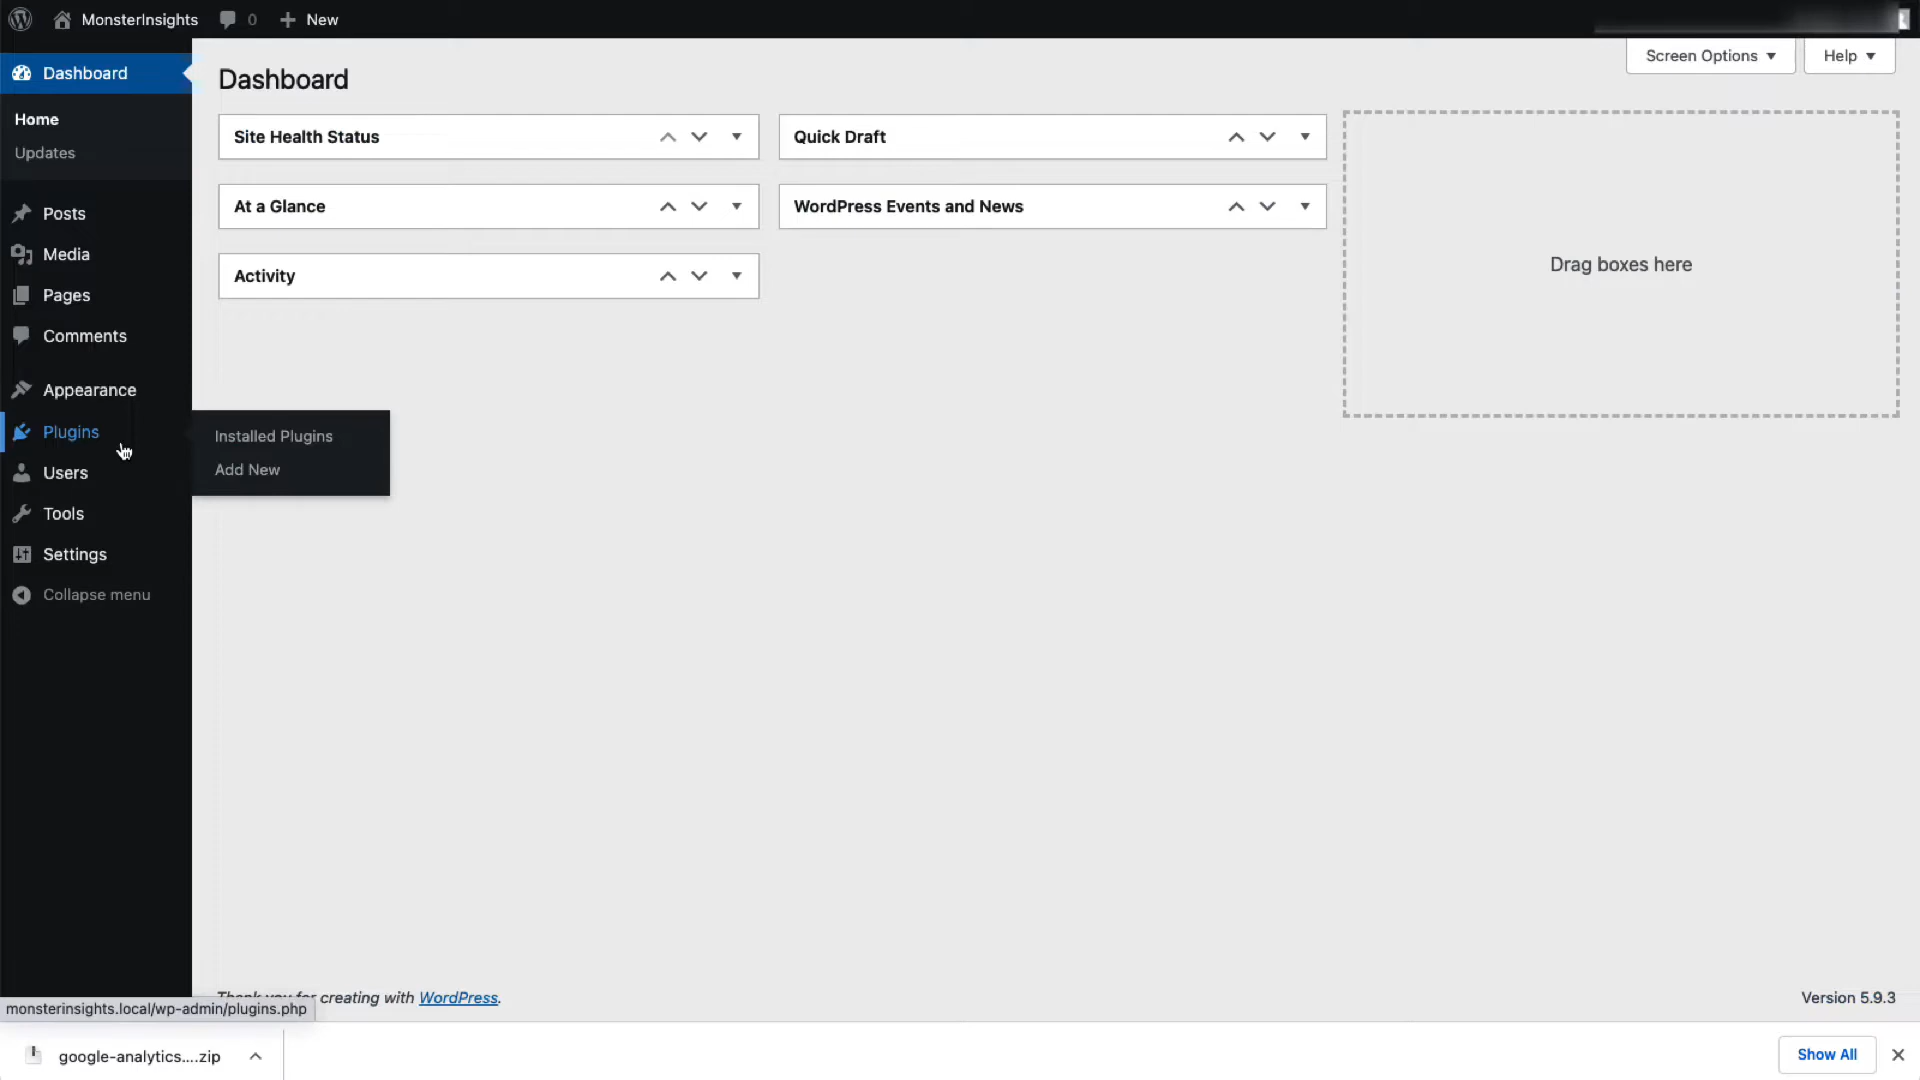 MonsterInsights 0 New
Screen Options Help
Dashboard
Home
Updates
Posts
Media
Pages
Comments
Appearance
Plugins
Users
Tools
Settings
Collapse menu
Installed Plugins
Add New
Dashboard
Site Health Status
At a Glance
Activity
Quick Draft
WordPress Events and News
Drag boxes here
Thank you for creating with WordPress.
Version 5.9.3
monsterinsights.local/wp-admin/plugins.php
google-analytics....zip
Show All